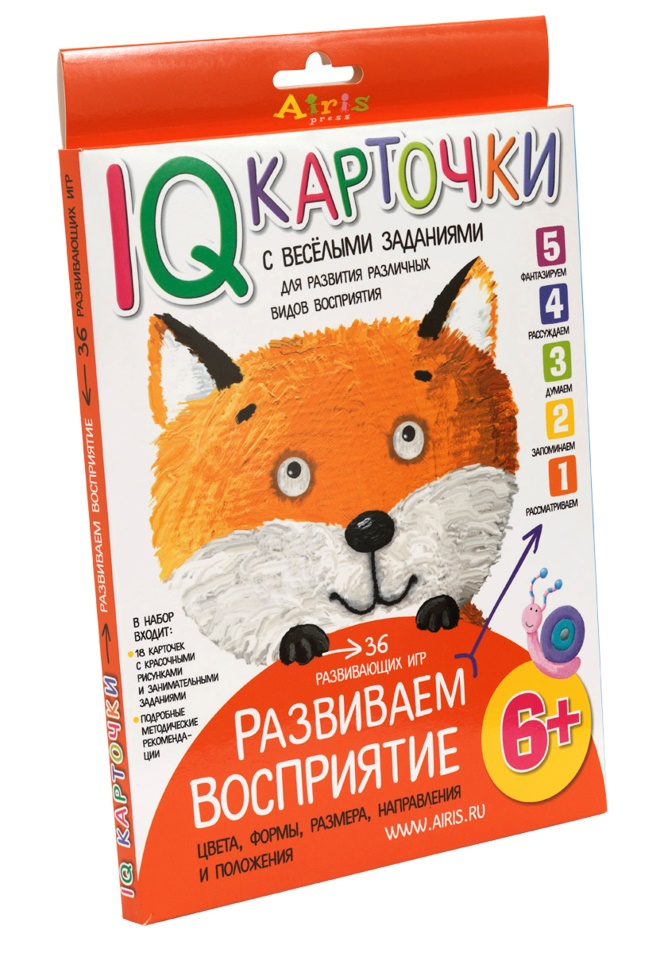 Airis
press
IQ КАРТОЧКИ
С ВЕСЁЛЫМИ ЗАДАНИЯМИ
ДЛЯ РАЗВИТИЯ РАЗЛИЧНЫХ
ВИДОВ ВОСПРИЯТИЯ
5
ФАНТАЗИРУЕМ
4
РАССУЖДАЕМ
3
ДУМАЕМ
2
ЗАПОМИНАЕМ
1
РАССМАТРИВАЕМ
В НАБОР
ВХОДИТ:
18 КАРТОЧЕК
С КРАСОЧНЫМИ
РИСУНКАМИ
И ЗАНИМАТЕЛЬНЫМИ
ЗАДАНИЯМИ
ПОДРОБНЫЕ
МЕТОДИЧЕСКИЕ
РЕКОМЕНДА-
ЦИИ
36
РАЗВИВАЮЩИХ ИГР
РАЗВИВАЕМ
ВОСПРИЯТИЕ
6+
ЦВЕТА, ФОРМЫ, РАЗМЕРА, НАПРАВЛЕНИЯ
И ПОЛОЖЕНИЯ
WWW.AIRIS.RU
IQ КАРТОЧКИ → РАЗВИВАЕМ ВОСПРИЯТИЕ ← 36 РАЗВИВАЮЩИХ ИГР